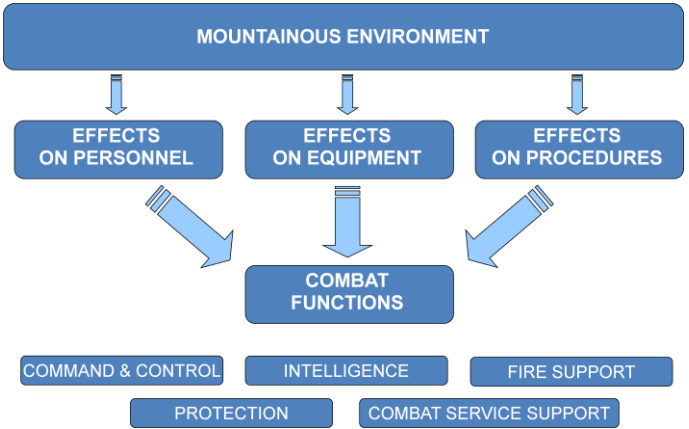 MOUNTAINOUS ENVIRONMENT
EFFECTS
ON PERSONNEL
EFFECTS
ON EQUIPMENT
EFFECTS
ON PROCEDURES
COMBAT
FUNCTIONS
COMMAND & CONTROL
INTELLIGENCE
FIRE SUPPORT
PROTECTION
COMBAT SERVICE SUPPORT